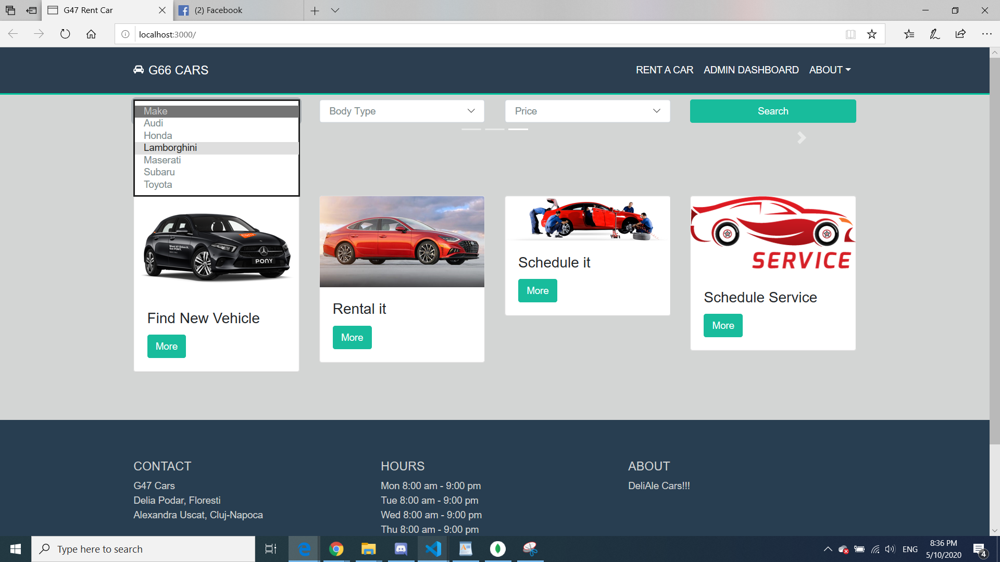 G47 Rent Car
(2) Facebook
localhost:3000/
G66 CARS
RENT A CAR
ADMIN DASHBOARD
ABOUT
Make
Audi
Honda
Lamborghini
Maserati
Subaru
Toyota
Body Type
Price
Search
PONY
Find New Vehicle
More
Rental it
More
Schedule it
More
SERVICE
Schedule Service
More
CONTACT
G47 Cars
Delia Podar, Floresti
Alexandra Uscat, Cluj-Napoca
HOURS
Mon 8:00 am - 9:00 pm
Tue 8:00 am - 9:00 pm
Wed 8:00 am - 9:00 pm
Thu 8:00 am - 9:00 pm
ABOUT
DeliAle Cars!!!
Type here to search
ENG
8:36 PM
5/10/2020
4